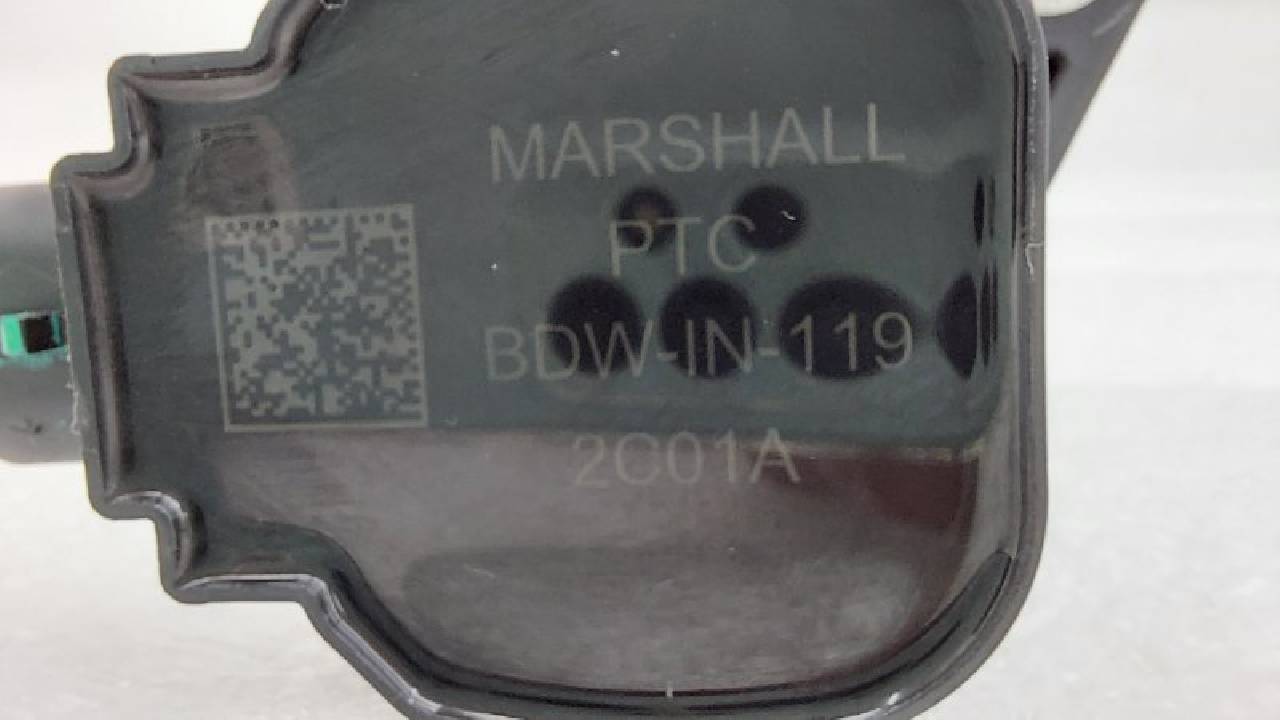 MARSHALL
PTC
BDW-IN-119
2C01A